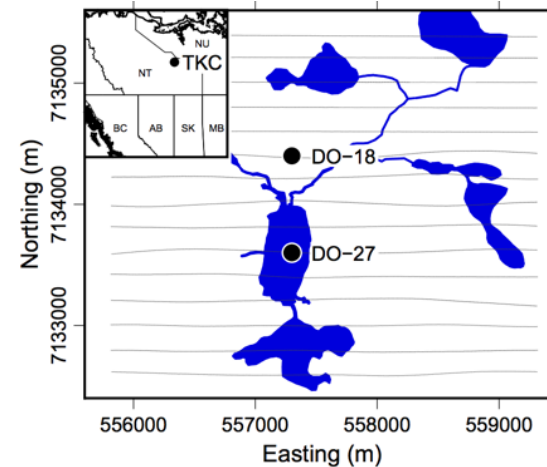 NU
TKC
NT
BC AB SK MB
DO-18
DO-27
7135000
7134000
7133000
Northing (m)
556000 557000 558000 559000
Easting (m)